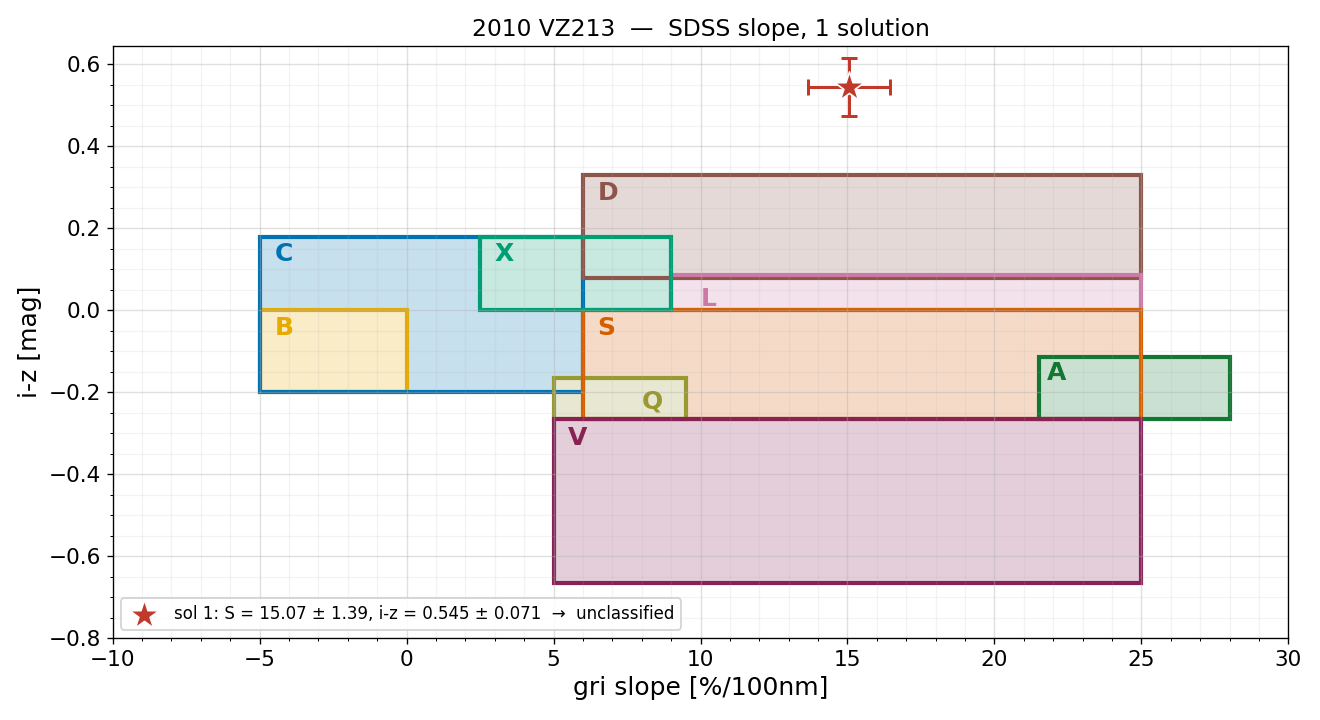 2010 VZ213 — SDSS slope, 1 solution
i-z [mag]
0.6
0.4
0.2
0.0
−0.2
−0.4
−0.6
−0.8
D
C
X
L
B
S
A
Q
V
sol 1: S = 15.07 ± 1.39, i-z = 0.545 ± 0.071 → unclassified
−10 −5 0 5 10 15 20 25 30
gri slope [%/100nm]